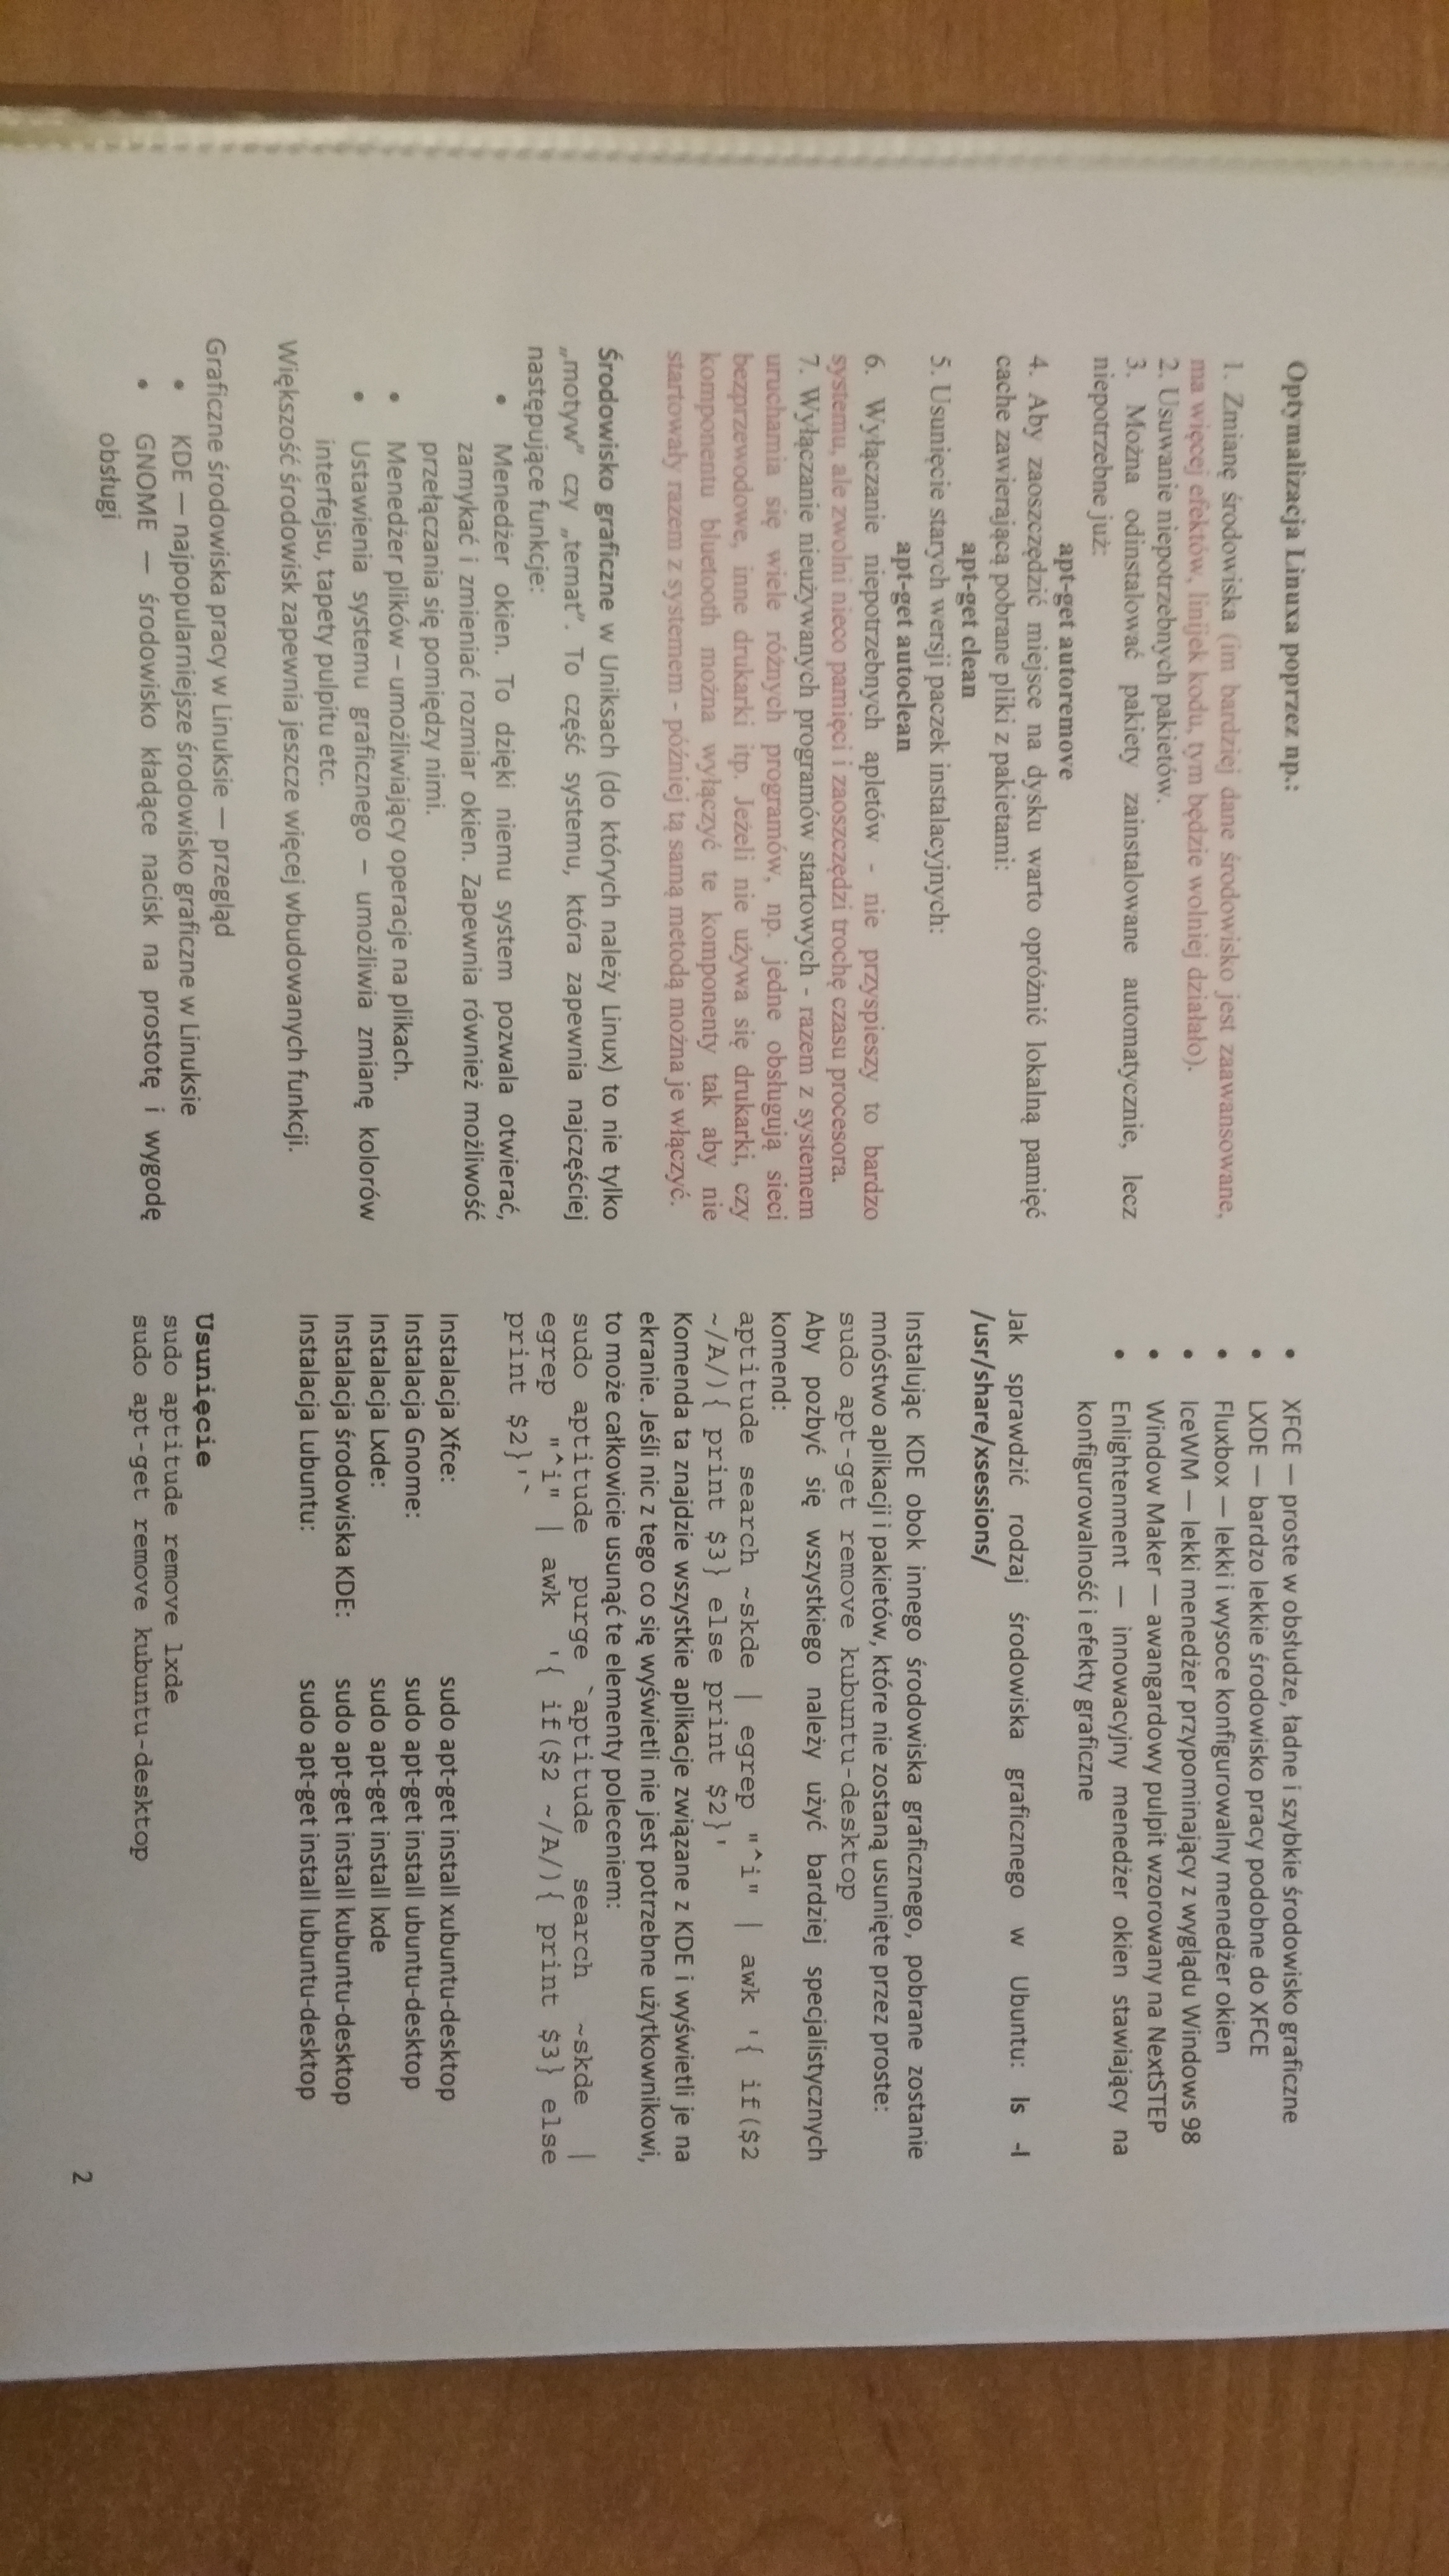 Optymalizacja Linuxa poprzez np.:
1. Zmianę środowiska (im bardziej dane środowisko jest zaawansowane,
ma więcej efektów, linijek kodu, tym będzie wolniej działało).
2. Usuwanie niepotrzebnych pakietów.
3. Można odinstalować pakiety zainstalowane automatycznie, lecz
niepotrzebne już:
apt-get autoremove
4. Aby zaoszczędzić miejsce na dysku warto opróżnić lokalną pamięć
cache zawierającą pobrane pliki z pakietami:
apt-get clean
5. Usunięcie starych wersji paczek instalacyjnych:
apt-get autoclean
6. Wyłączanie niepotrzebnych apletów - nie przyspieszy to bardzo
systemu, ale zwolni nieco pamięci i zaoszczędzi trochę czasu procesora.
7. Wyłączanie nieużywanych programów startowych - razem z systemem
uruchamia się wiele różnych programów, np. jedne obsługują sieci
bezprzewodowe, inne drukarki itp. Jeżeli nie używa się drukarki, czy
komponentu bluetooth można wyłączyć te komponenty tak aby nie
startowały razem z systemem - później tą samą metodą można je włączyć.
Środowisko graficzne w Uniksach (do których należy Linux) to nie tylko
„motyw” czy „temat”. To część systemu, która zapewnia najczęściej
następujące funkcje:
• Menedżer okien. To dzięki niemu system pozwala otwierać,
zamykać i zmieniać rozmiar okien. Zapewnia również możliwość
przełączania się pomiędzy nimi.
• Menedżer plików – umożliwiający operacje na plikach.
• Ustawienia systemu graficznego – umożliwia zmianę kolorów
interfejsu, tapety pulpitu etc.
Większość środowisk zapewnia jeszcze więcej wbudowanych funkcji.
Graficzne środowiska pracy w Linuksie — przegląd
• KDE — najpopularniejsze środowisko graficzne w Linuksie
• GNOME — środowisko kładące nacisk na prostotę i wygodę
obsługi
• XFCE — proste w obsłudze, ładne i szybkie środowisko graficzne
• LXDE — bardzo lekkie środowisko pracy podobne do XFCE
• Fluxbox — lekki i wysoce konfigurowalny menedżer okien
• IceWM — lekki menedżer przypominający z wyglądu Windows 98
• Window Maker — awangardowy pulpit wzorowany na NextSTEP
• Enlightenment — innowacyjny menedżer okien stawiający na
konfigurowalność i efekty graficzne
Jak sprawdzić rodzaj środowiska graficznego w Ubuntu: ls -l
/usr/share/xsessions/
Instalując KDE obok innego środowiska graficznego, pobrane zostanie
mnóstwo aplikacji i pakietów, które nie zostaną usunięte przez proste:
sudo apt-get remove kubuntu-desktop
Aby pozbyć się wszystkiego należy użyć bardziej specjalistycznych
komend:
aptitude search ~skde | egrep "^i" | awk '{ if($2
~/A/){ print $3} else print $2}'
Komenda ta znajdzie wszystkie aplikacje związane z KDE i wyświetli je na
ekranie. Jeśli nic z tego co się wyświetli nie jest potrzebne użytkownikowi,
to może całkowicie usunąć te elementy poleceniem:
sudo aptitude purge `aptitude search ~skde |
egrep "^i" | awk '{ if($2 ~/A/){ print $3} else
print $2}'`
Instalacja Xfce: sudo apt-get install xubuntu-desktop
Instalacja Gnome: sudo apt-get install ubuntu-desktop
Instalacja Lxde: sudo apt-get install lxde
Instalacja środowiska KDE: sudo apt-get install kubuntu-desktop
Instalacja Lubuntu: sudo apt-get install lubuntu-desktop
Usunięcie
sudo aptitude remove lxde
sudo apt-get remove kubuntu-desktop
2